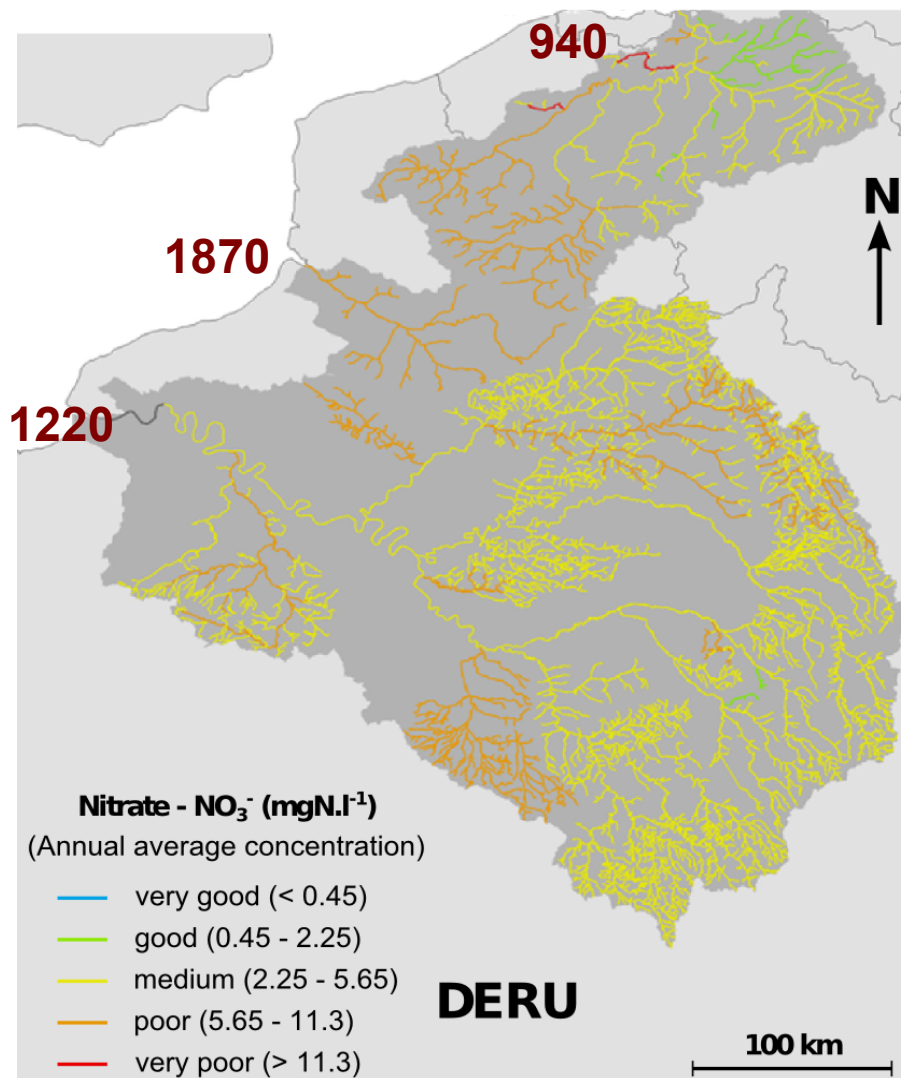 940
N
1870
1220
Nitrate - NO₃⁻ (mgN.l⁻¹)
(Annual average concentration)
very good (< 0.45)
good (0.45 - 2.25)
medium (2.25 - 5.65)
poor (5.65 - 11.3)
very poor (> 11.3)
DERU
100 km